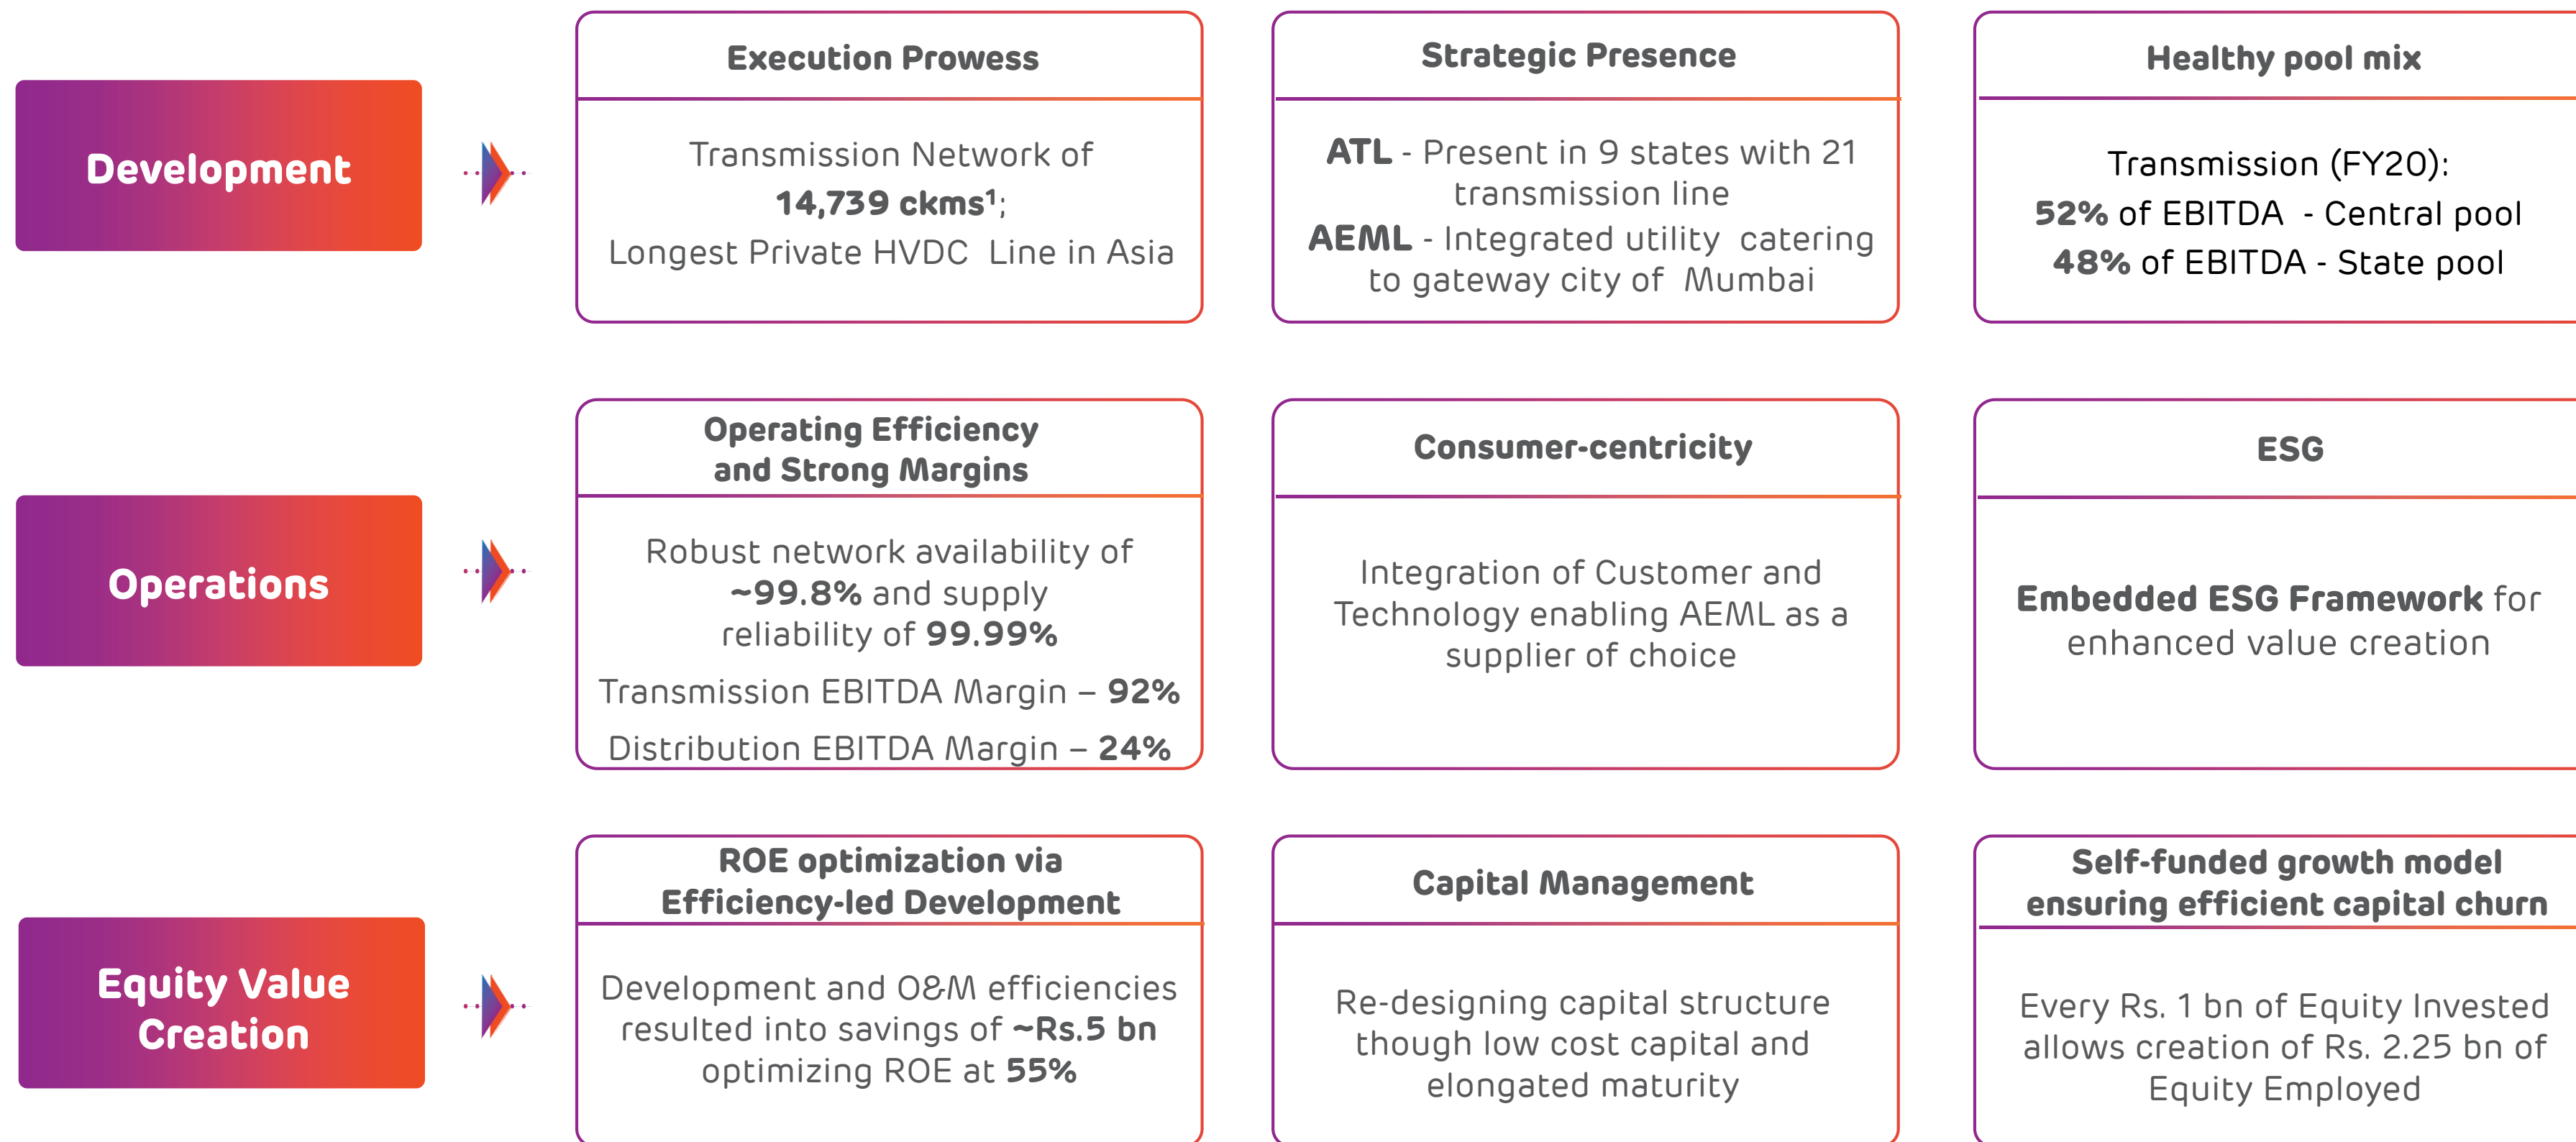 Development
Execution Prowess
Transmission Network of
14,739 ckms¹;
Longest Private HVDC Line in Asia
Strategic Presence
ATL - Present in 9 states with 21
transmission line
AEML - Integrated utility catering
to gateway city of Mumbai
Healthy pool mix
Transmission (FY20):
52% of EBITDA - Central pool
48% of EBITDA - State pool
Operations
Operating Efficiency
and Strong Margins
Robust network availability of
~99.8% and supply
reliability of 99.99%
Transmission EBITDA Margin – 92%
Distribution EBITDA Margin – 24%
Consumer-centricity
Integration of Customer and
Technology enabling AEML as a
supplier of choice
ESG
Embedded ESG Framework for
enhanced value creation
Equity Value
Creation
ROE optimization via
Efficiency-led Development
Development and O&M efficiencies
resulted into savings of ~Rs.5 bn
optimizing ROE at 55%
Capital Management
Re-designing capital structure
though low cost capital and
elongated maturity
Self-funded growth model
ensuring efficient capital churn
Every Rs. 1 bn of Equity Invested
allows creation of Rs. 2.25 bn of
Equity Employed